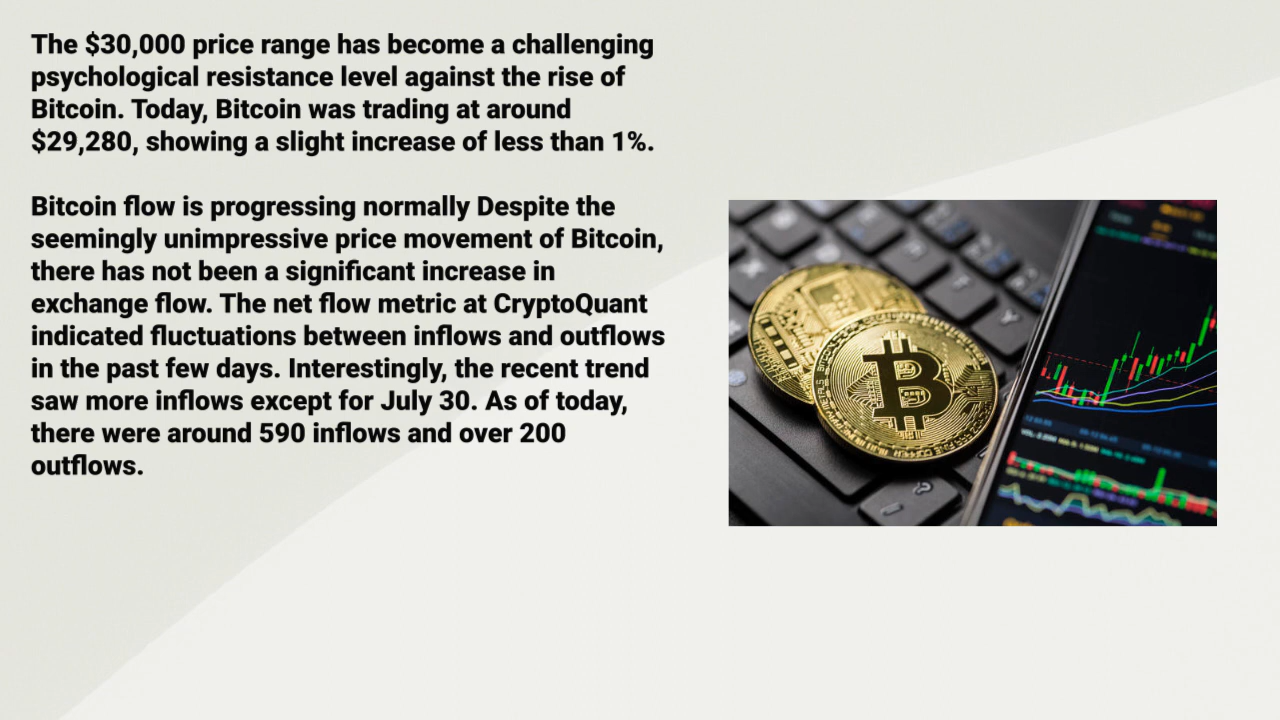 The $30,000 price range has become a challenging
psychological resistance level against the rise of
Bitcoin. Today, Bitcoin was trading at around
$29,280, showing a slight increase of less than 1%.
Bitcoin flow is progressing normally Despite the
seemingly unimpressive price movement of Bitcoin,
there has not been a significant increase in
exchange flow. The net flow metric at CryptoQuant
indicated fluctuations between inflows and outflows
in the past few days. Interestingly, the recent trend
saw more inflows except for July 30. As of today,
there were around 590 inflows and over 200
outflows.